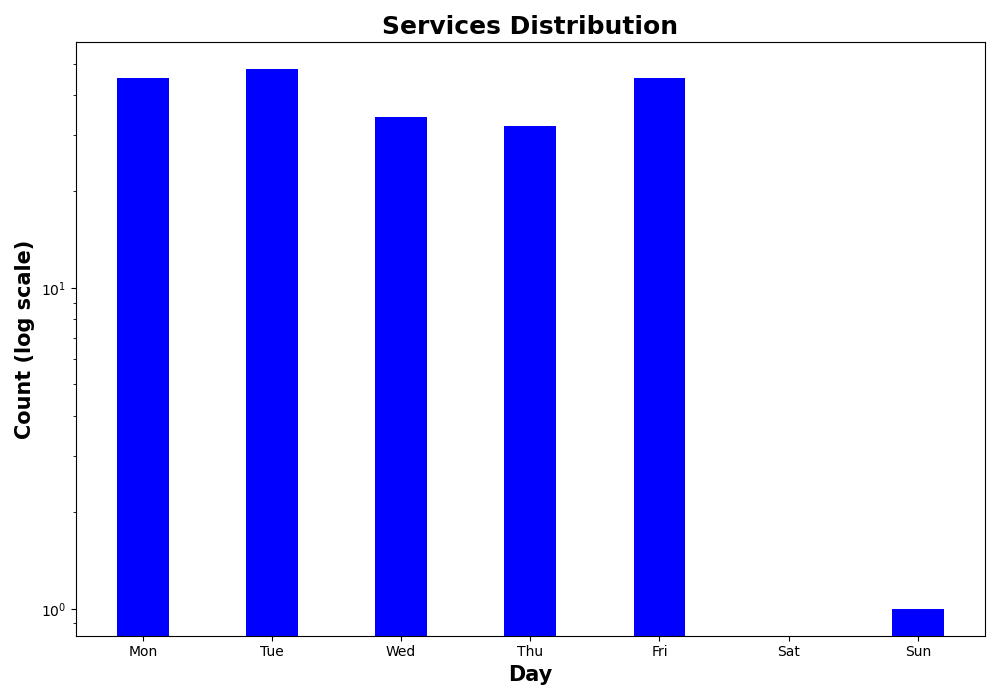 Services Distribution
Count (log scale)
10¹
10⁰
Mon Tue Wed Thu Fri Sat Sun
Day